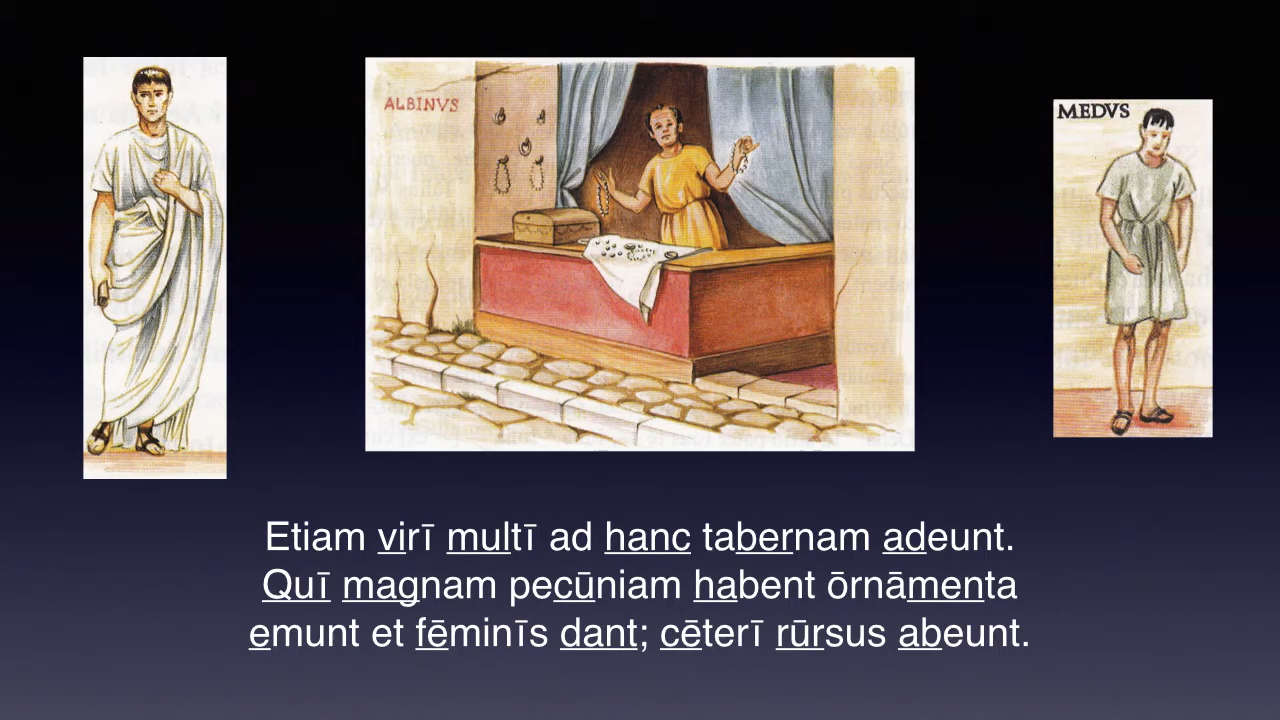 ALBINVS
MEDVS
Etiam virī multī ad hanc tabernam adeunt.
Quī magnam pecūniam habent ōrnāmenta
emunt et fēminīs dant; cēterī rūrsus abeunt.